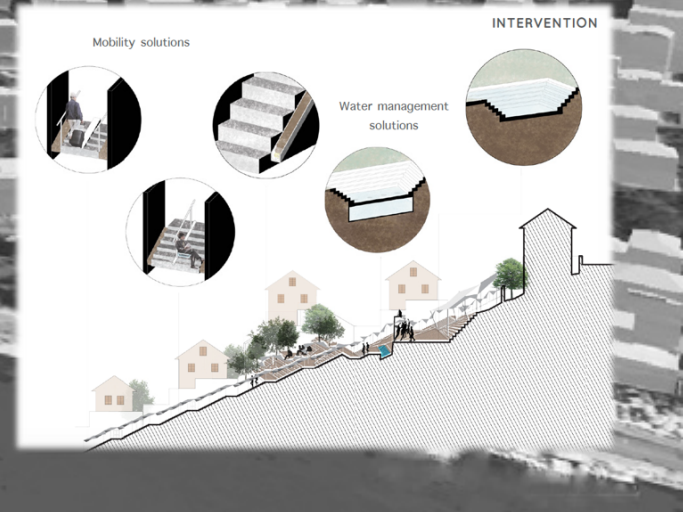 INTERVENTION
Mobility solutions
Water management
solutions